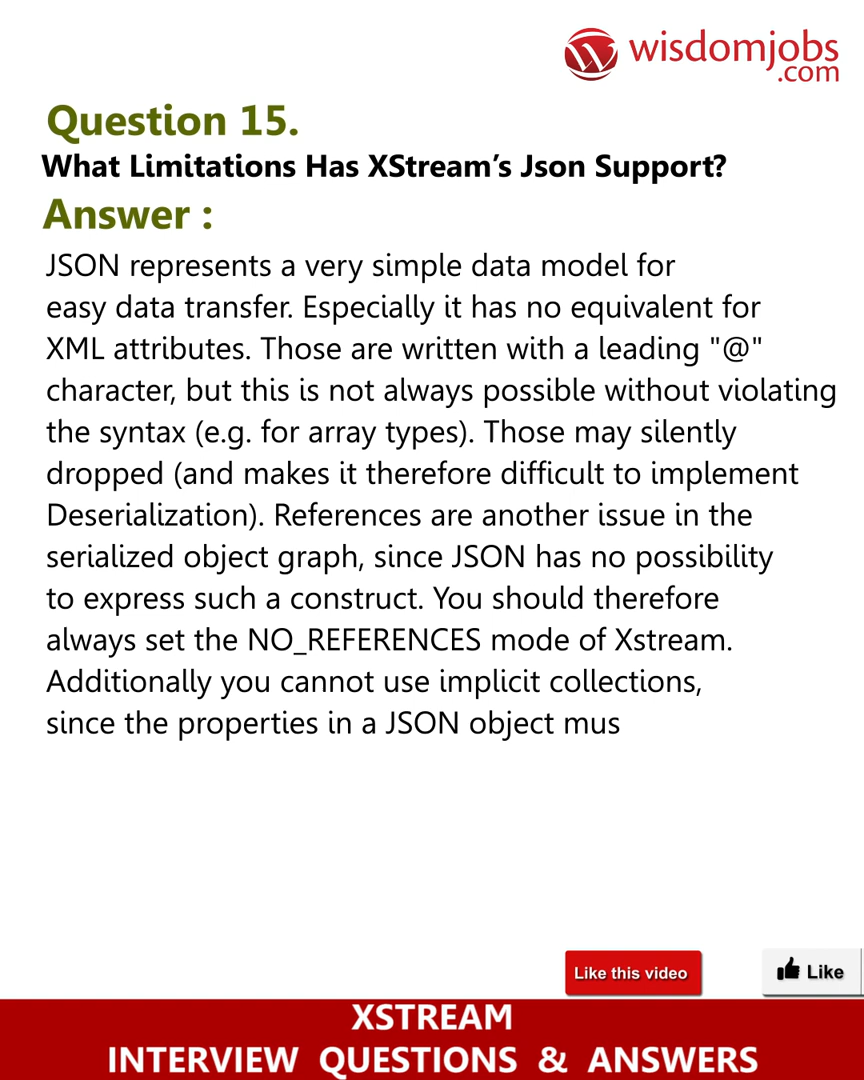 wisdomjobs
.com
Question 15.
What Limitations Has XStream’s Json Support?
Answer :
JSON represents a very simple data model for
easy data transfer. Especially it has no equivalent for
XML attributes. Those are written with a leading "@"
character, but this is not always possible without violating
the syntax (e.g. for array types). Those may silently
dropped (and makes it therefore difficult to implement
Deserialization). References are another issue in the
serialized object graph, since JSON has no possibility
to express such a construct. You should therefore
always set the NO_REFERENCES mode of Xstream.
Additionally you cannot use implicit collections,
since the properties in a JSON object mus
Like this video
Like
XSTREAM
INTERVIEW QUESTIONS & ANSWERS